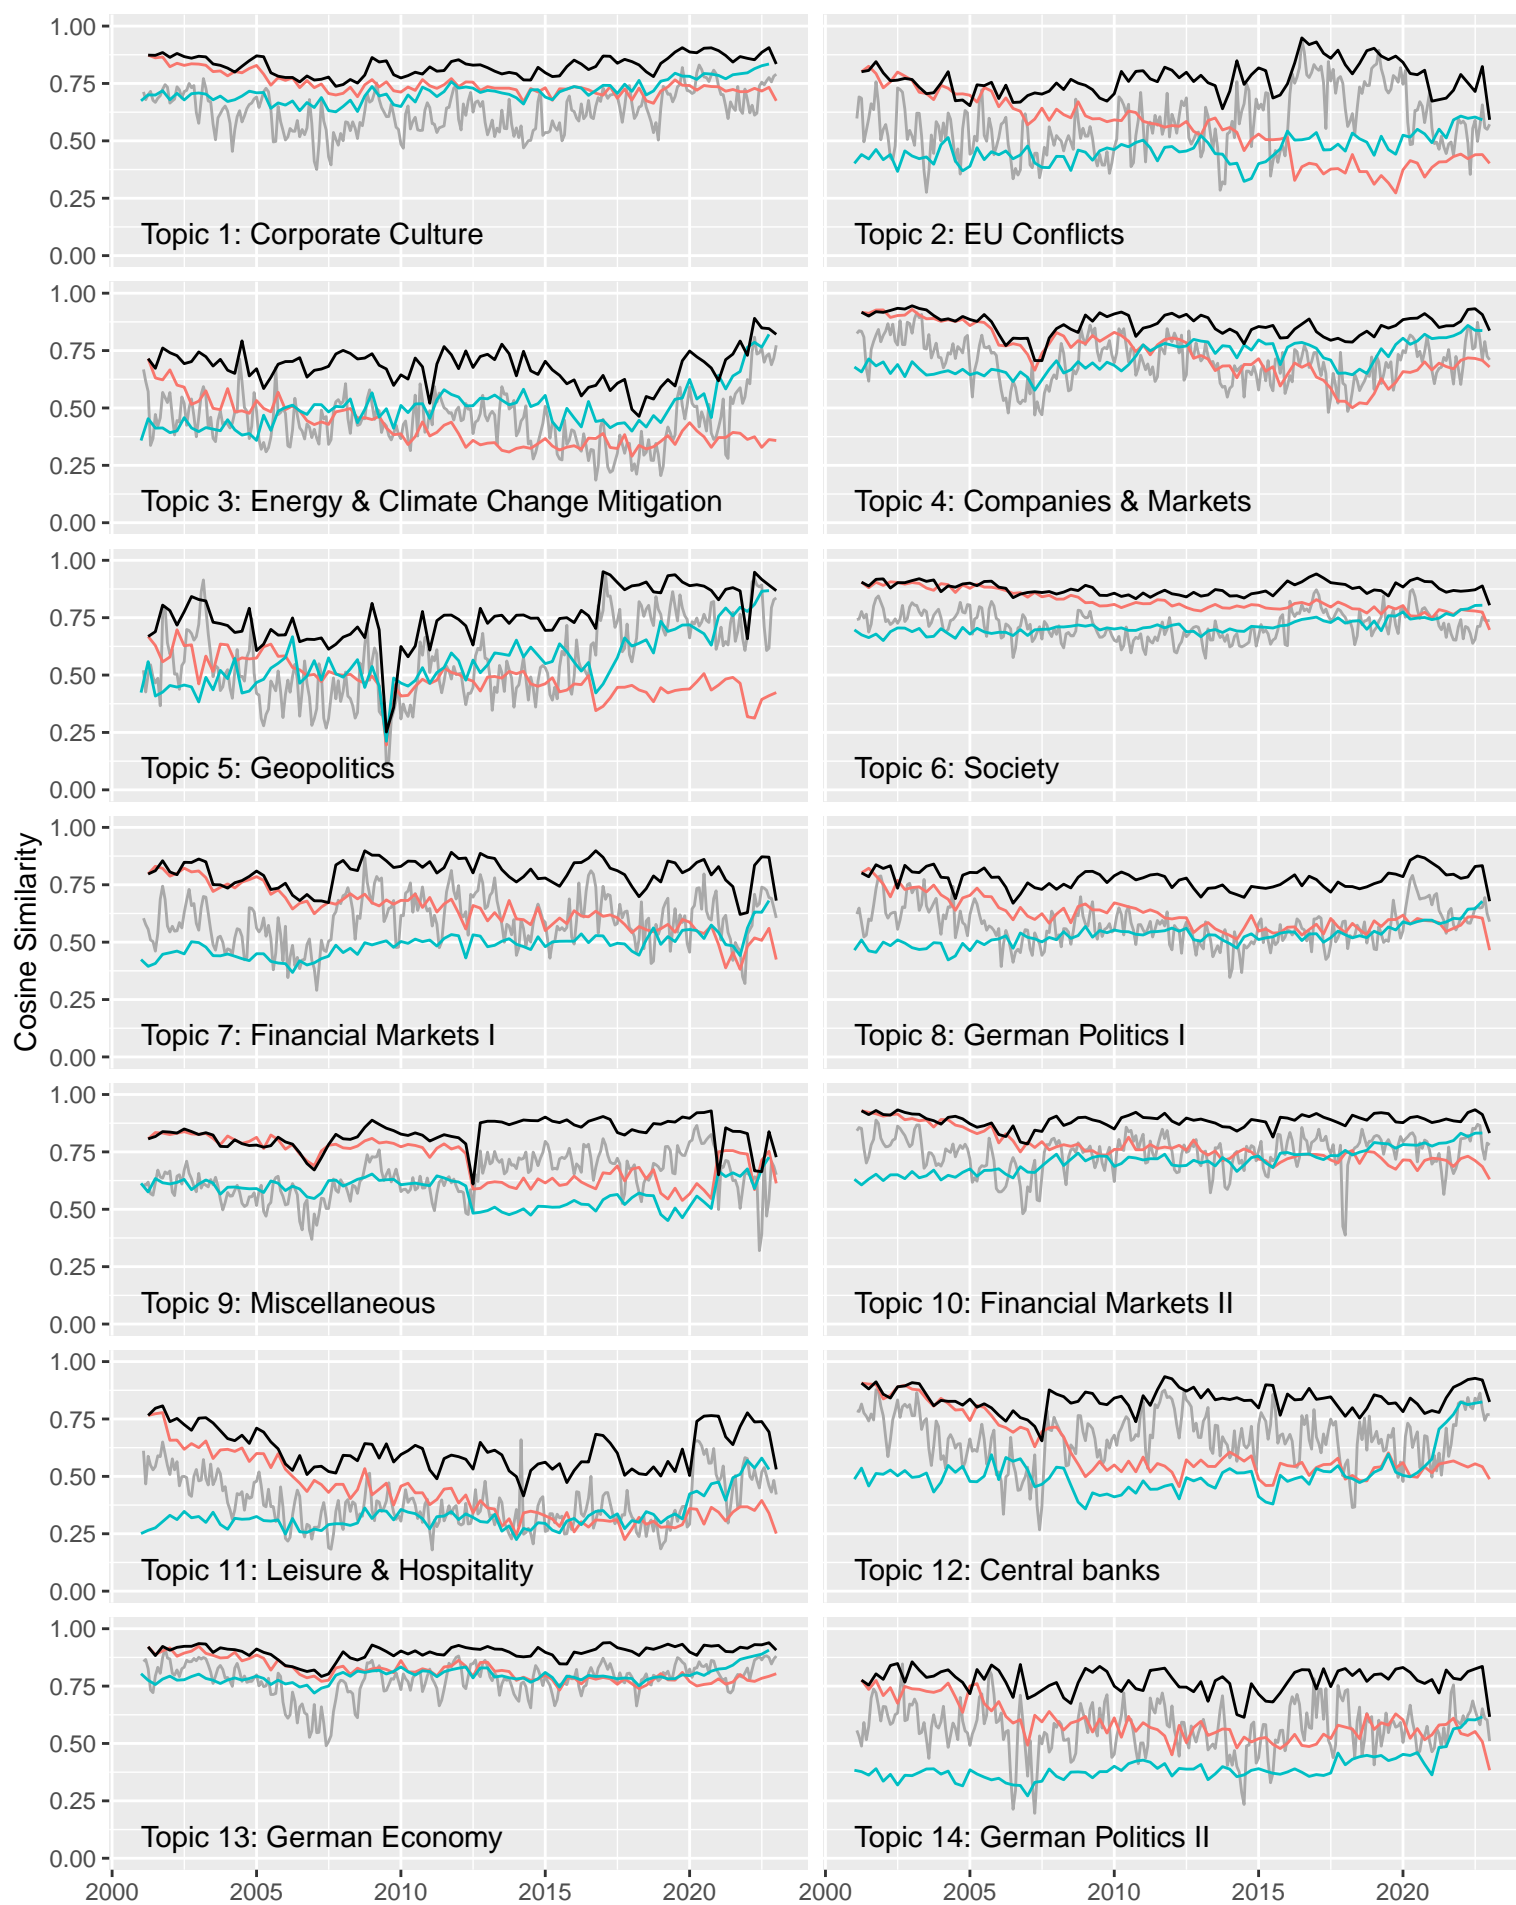 1.00
0.75
0.50
0.25
0.00
Topic 1: Corporate Culture
Topic 2: EU Conflicts
1.00
0.75
0.50
0.25
0.00
Topic 3: Energy & Climate Change Mitigation
Topic 4: Companies & Markets
1.00
0.75
0.50
0.25
0.00
Topic 5: Geopolitics
Topic 6: Society
Cosine Similarity
1.00
0.75
0.50
0.25
0.00
Topic 7: Financial Markets I
Topic 8: German Politics I
1.00
0.75
0.50
0.25
0.00
Topic 9: Miscellaneous
Topic 10: Financial Markets II
1.00
0.75
0.50
0.25
0.00
Topic 11: Leisure & Hospitality
Topic 12: Central banks
1.00
0.75
0.50
0.25
0.00
Topic 13: German Economy
Topic 14: German Politics II
2000 2005 2010 2015 2020
2000 2005 2010 2015 2020